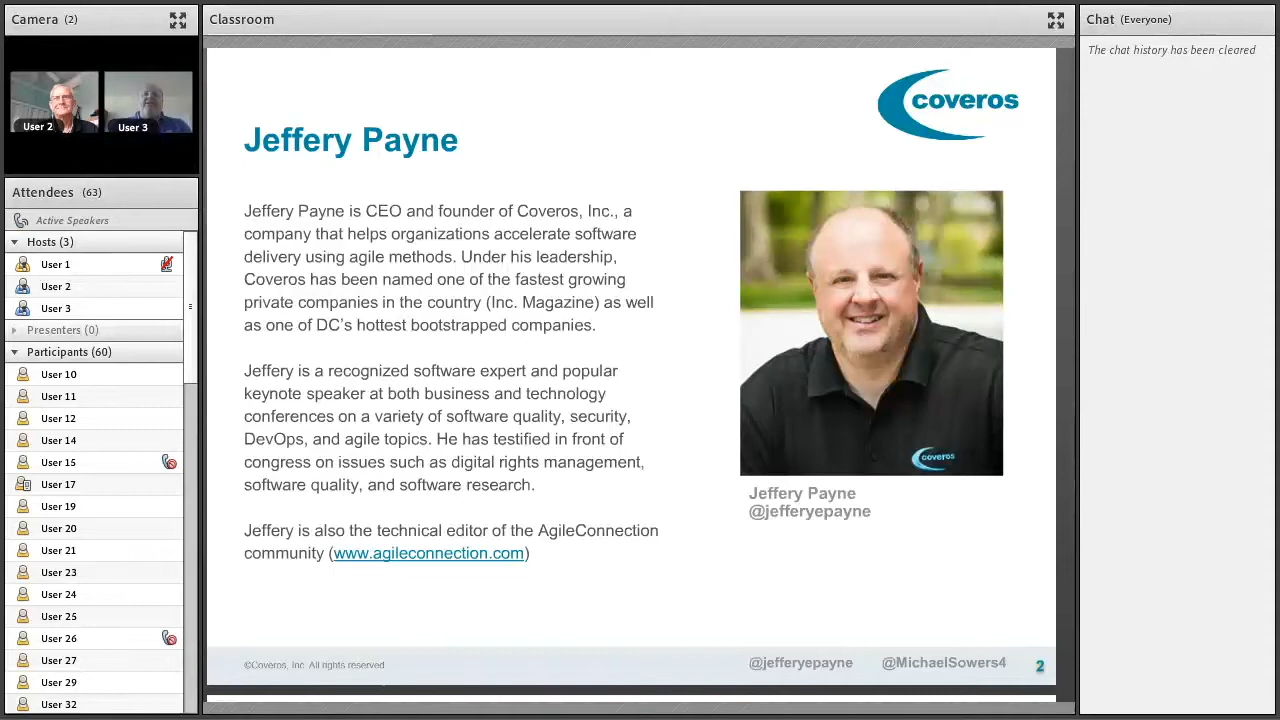 Camera (2)
Classroom
Chat (Everyone)
The chat history has been cleared
User 2
User 3
Attendees (63)
Active Speakers
Hosts (3)
User 1
User 2
User 3
Presenters (0)
Participants (60)
User 10
User 11
User 12
User 14
User 15
User 17
User 19
User 20
User 21
User 23
User 24
User 25
User 26
User 27
User 29
User 32
coveros
Jeffery Payne
Jeffery Payne is CEO and founder of Coveros, Inc., a
company that helps organizations accelerate software
delivery using agile methods. Under his leadership,
Coveros has been named one of the fastest growing
private companies in the country (Inc. Magazine) as well
as one of DC's hottest bootstrapped companies.
Jeffery is a recognized software expert and popular
keynote speaker at both business and technology
conferences on a variety of software quality, security,
DevOps, and agile topics. He has testified in front of
congress on issues such as digital rights management,
software quality, and software research.
Jeffery is also the technical editor of the AgileConnection
community (www.agileconnection.com)
coveros
Jeffery Payne
@jefferyepayne
©Coveros, Inc. All rights reserved
@jefferyepayne
@MichaelSowers4
2